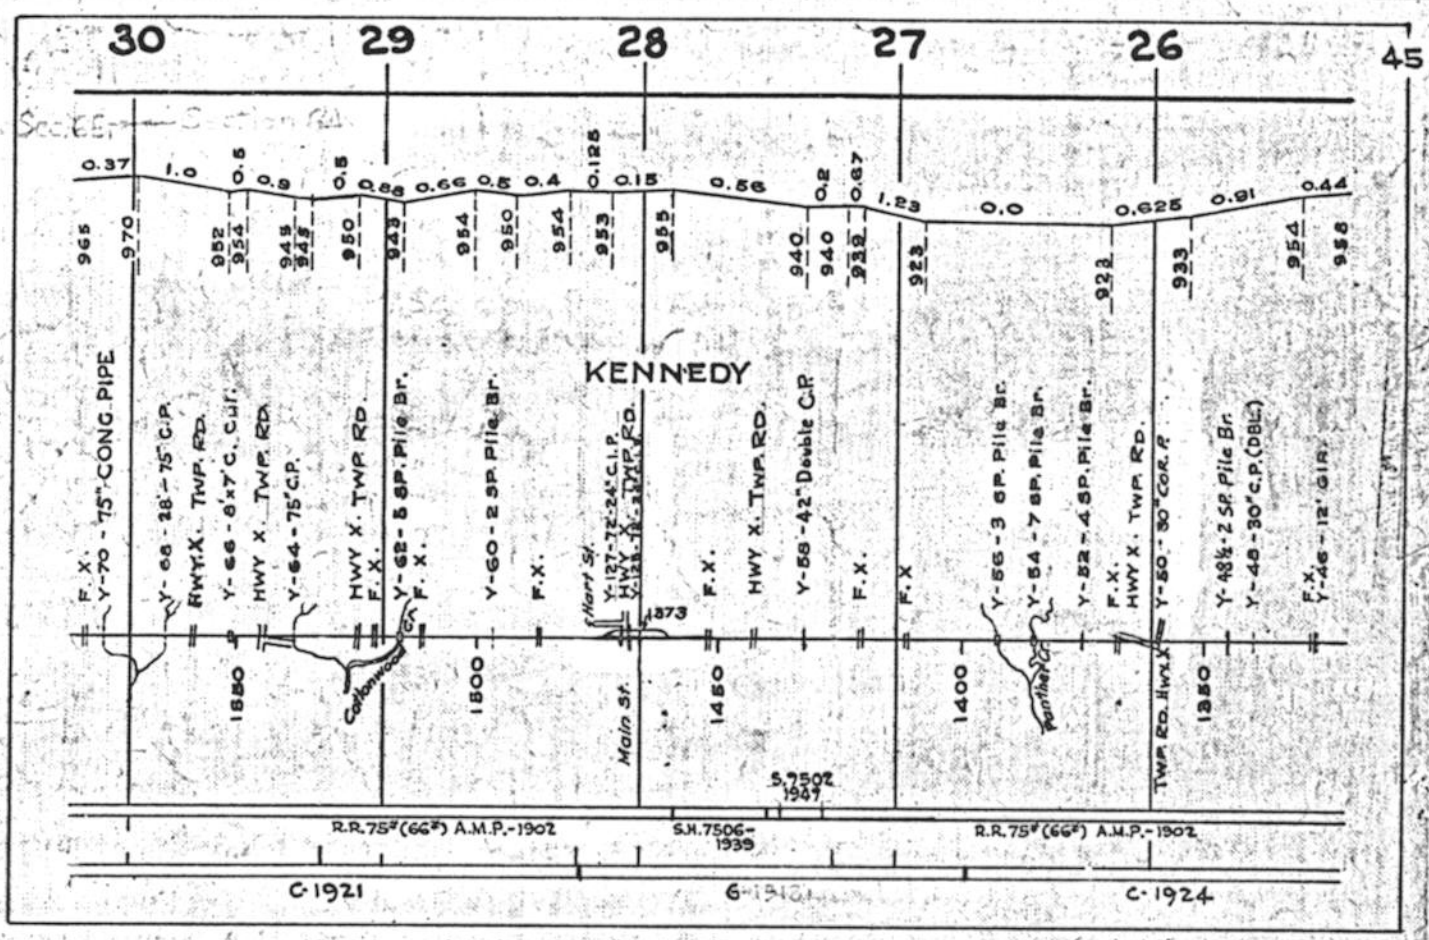 30 29 28 27 26
45
0.37 1.0 0.5 0.9 0.5 0.88 0.66 0.5 0.4 0.125 0.15 0.56 0.2 0.67 1.23 0.0 0.625 0.91 0.44
965 970 952 954 945 945 950 943 954 950 954 953 955 940 940 939 923 923 933 954 958
KENNEDY
F. X.
Y-70 - 75" CONG. PIPE
Y-68 - 28'-75" C.P.
HWY.X. TWP. RD.
Y-66 - 8'x7' C. Cul.
HWY X. TWP. RD.
Y-64 - 75" C.P.
HWY X. TWP. RD.
F. X.
Y-62 - 5 SP. Pile Br.
F. X.
Y-60 - 2 SP. Pile Br.
F. X.
Hart St.
Y-127-72'-24" C.I.P.
HWY X. TWP. RD.
F. X.
HWY X. TWP. RD.
Y-58 - 42" Double C.P.
F. X.
F. X
Y-56 - 3 SP. Pile Br.
Y-54 - 7 SP. Pile Br.
Y-52 - 4 SP. Pile Br.
F. X.
HWY X. TWP. RD.
Y-50 - 30" COR. P.
Y-48½ - 2 SP. Pile Br.
Y-48 - 30" C.P. (DBL.)
F. X.
Y-46 - 12' GIR.
1373
Cottonwood Cr.
Panther Cr.
1550 1500 1450 1400 1350
Main St.
TWP. RD. HWY. X
S.7502
1947
R.R. 75# (66#) A.M.P.-1902
S.H.7506-
1939
R.R. 75# (66#) A.M.P.-1902
C-1921
C-1924